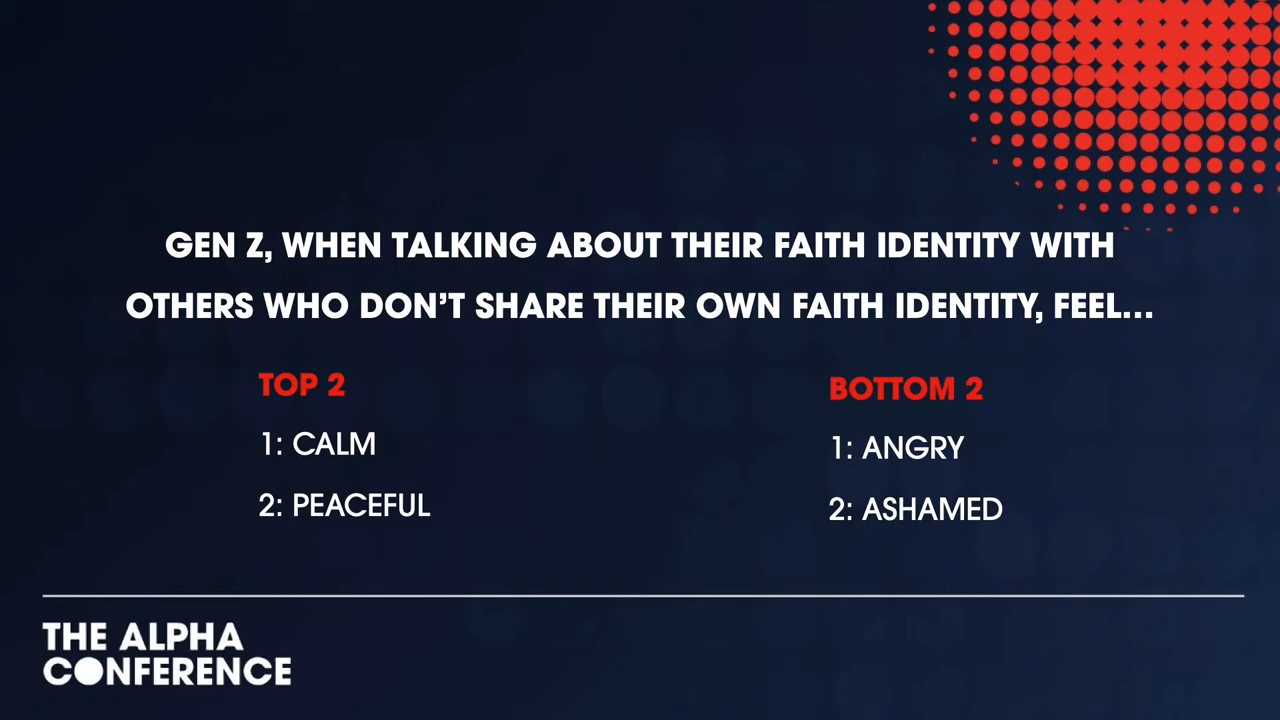 GEN Z, WHEN TALKING ABOUT THEIR FAITH IDENTITY WITH
OTHERS WHO DON’T SHARE THEIR OWN FAITH IDENTITY, FEEL...
TOP 2
1: CALM
2: PEACEFUL
BOTTOM 2
1: ANGRY
2: ASHAMED
THE ALPHA
CONFERENCE